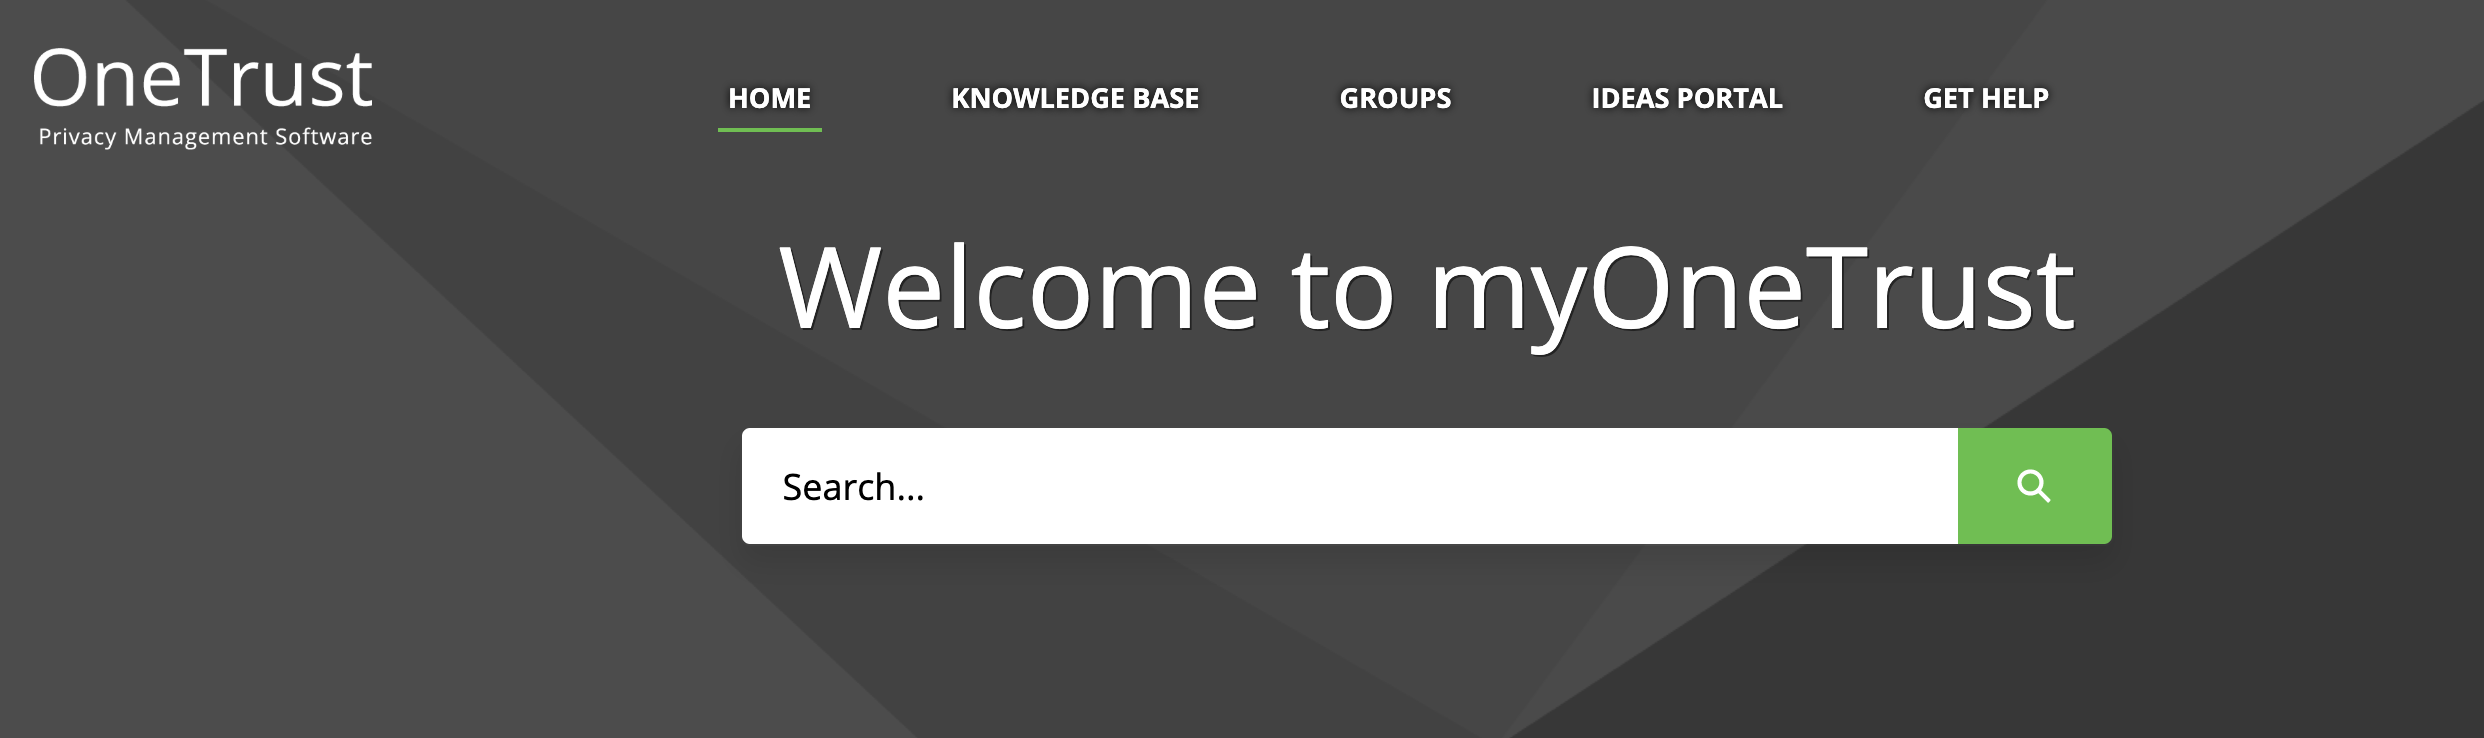 OneTrust
Privacy Management Software
HOME KNOWLEDGE BASE GROUPS IDEAS PORTAL GET HELP
Welcome to myOneTrust
Search...